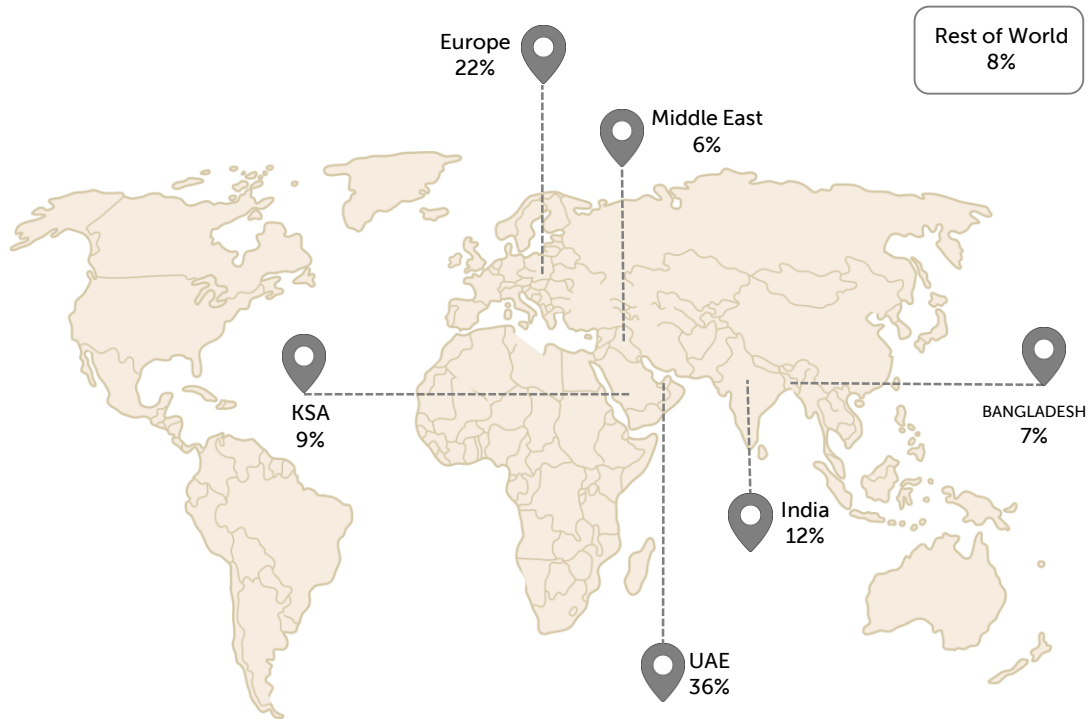 Europe
22%
Rest of World
8%
Middle East
6%
KSA
9%
BANGLADESH
7%
India
12%
UAE
36%